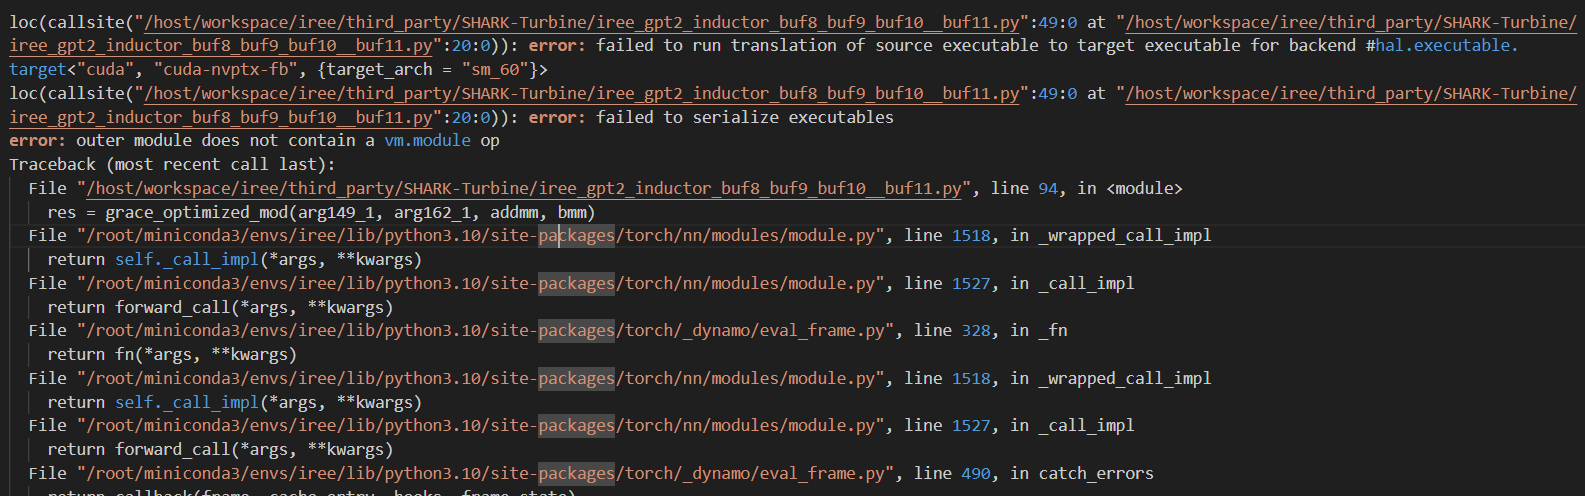 loc(callsite("/host/workspace/iree/third_party/SHARK-Turbine/iree_gpt2_inductor_buf8_buf9_buf10__buf11.py":49:0 at "/host/workspace/iree/third_party/SHARK-Turbine/
iree_gpt2_inductor_buf8_buf9_buf10__buf11.py":20:0)): error: failed to run translation of source executable to target executable for backend #hal.executable.
target<"cuda", "cuda-nvptx-fb", {target_arch = "sm_60"}>
loc(callsite("/host/workspace/iree/third_party/SHARK-Turbine/iree_gpt2_inductor_buf8_buf9_buf10__buf11.py":49:0 at "/host/workspace/iree/third_party/SHARK-Turbine/
iree_gpt2_inductor_buf8_buf9_buf10__buf11.py":20:0)): error: failed to serialize executables
error: outer module does not contain a vm.module op
Traceback (most recent call last):
  File "/host/workspace/iree/third_party/SHARK-Turbine/iree_gpt2_inductor_buf8_buf9_buf10__buf11.py", line 94, in <module>
    res = grace_optimized_mod(arg149_1, arg162_1, addmm, bmm)
  File "/root/miniconda3/envs/iree/lib/python3.10/site-packages/torch/nn/modules/module.py", line 1518, in _wrapped_call_impl
    return self._call_impl(*args, **kwargs)
  File "/root/miniconda3/envs/iree/lib/python3.10/site-packages/torch/nn/modules/module.py", line 1527, in _call_impl
    return forward_call(*args, **kwargs)
  File "/root/miniconda3/envs/iree/lib/python3.10/site-packages/torch/_dynamo/eval_frame.py", line 328, in _fn
    return fn(*args, **kwargs)
  File "/root/miniconda3/envs/iree/lib/python3.10/site-packages/torch/nn/modules/module.py", line 1518, in _wrapped_call_impl
    return self._call_impl(*args, **kwargs)
  File "/root/miniconda3/envs/iree/lib/python3.10/site-packages/torch/nn/modules/module.py", line 1527, in _call_impl
    return forward_call(*args, **kwargs)
  File "/root/miniconda3/envs/iree/lib/python3.10/site-packages/torch/_dynamo/eval_frame.py", line 490, in catch_errors
    return callback(frame, cache_entry, hooks, frame_state)